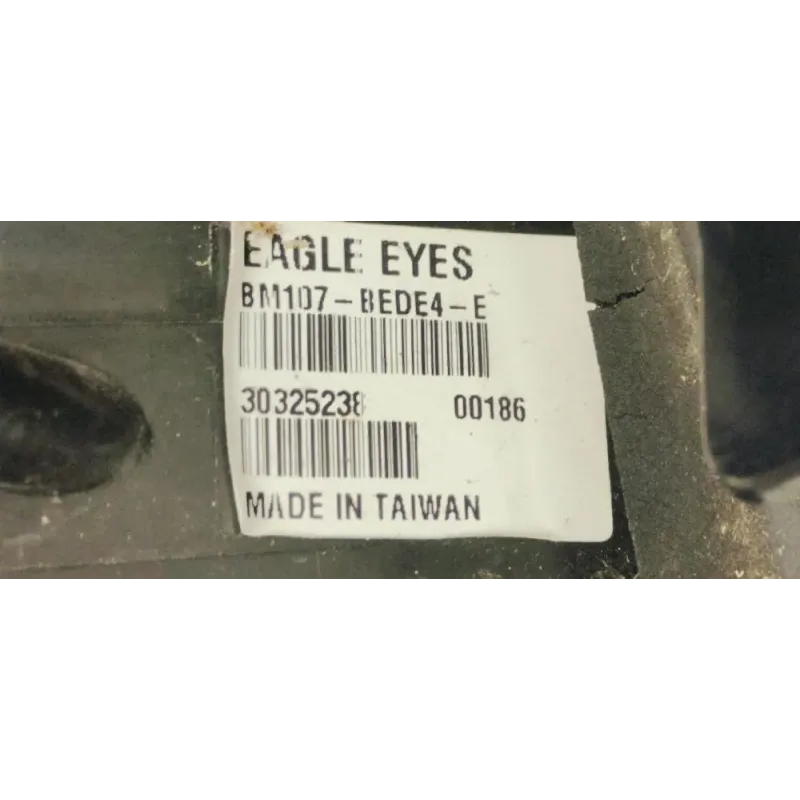 EAGLE EYES
BM107-BEDE4-E
30325238 00186
MADE IN TAIWAN